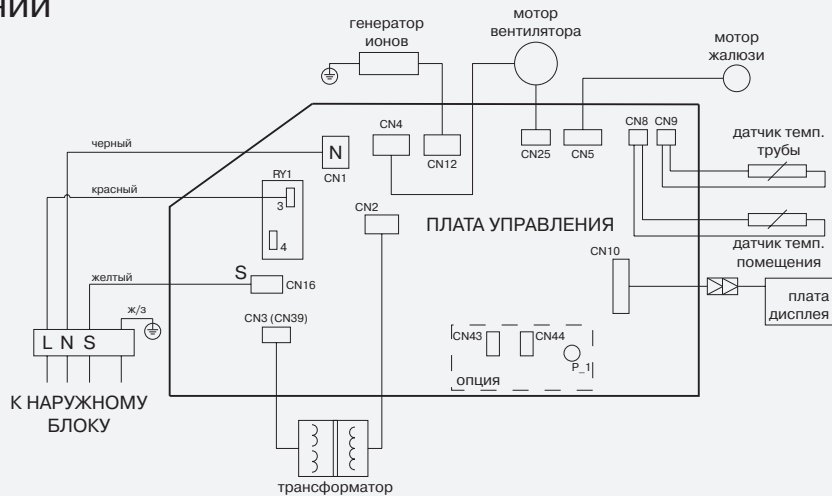 НИИ
генератор
ионов
мотор
вентилятора
мотор
жалюзи
черный
N
CN1
CN4
CN12
CN25
CN5
CN8
CN9
датчик темп.
трубы
красный
RY1
3
4
CN2
ПЛАТА УПРАВЛЕНИЯ
датчик темп.
помещения
CN10
желтый
S
CN16
плата
дисплея
ж/з
CN3 (CN39)
L N S
CN43
CN44
P_1
опция
К НАРУЖНОМУ
БЛОКУ
трансформатор